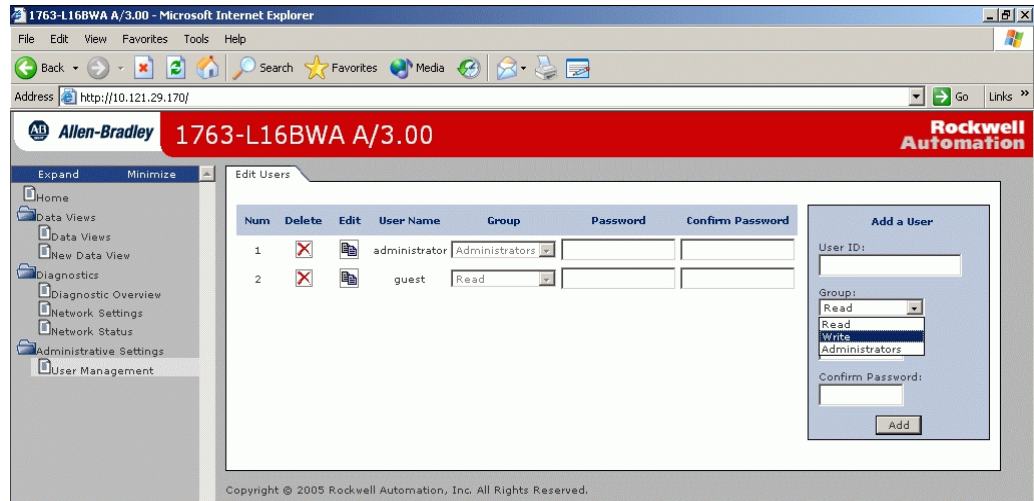 1763-L16BWA A/3.00 - Microsoft Internet Explorer
File Edit View Favorites Tools Help
Back Search Favorites Media
Address http://10.121.29.170/ Go Links »
AB Allen-Bradley 1763-L16BWA A/3.00 Rockwell Automation
Expand Minimize
Home
Data Views
Data Views
New Data View
Diagnostics
Diagnostic Overview
Network Settings
Network Status
Administrative Settings
User Management
Edit Users
Num Delete Edit User Name Group Password Confirm Password
1 administrator Administrators
2 guest Read
Add a User
User ID:
Group:
Read
Read
Write
Administrators
Confirm Password:
Add
Copyright © 2005 Rockwell Automation, Inc. All Rights Reserved.